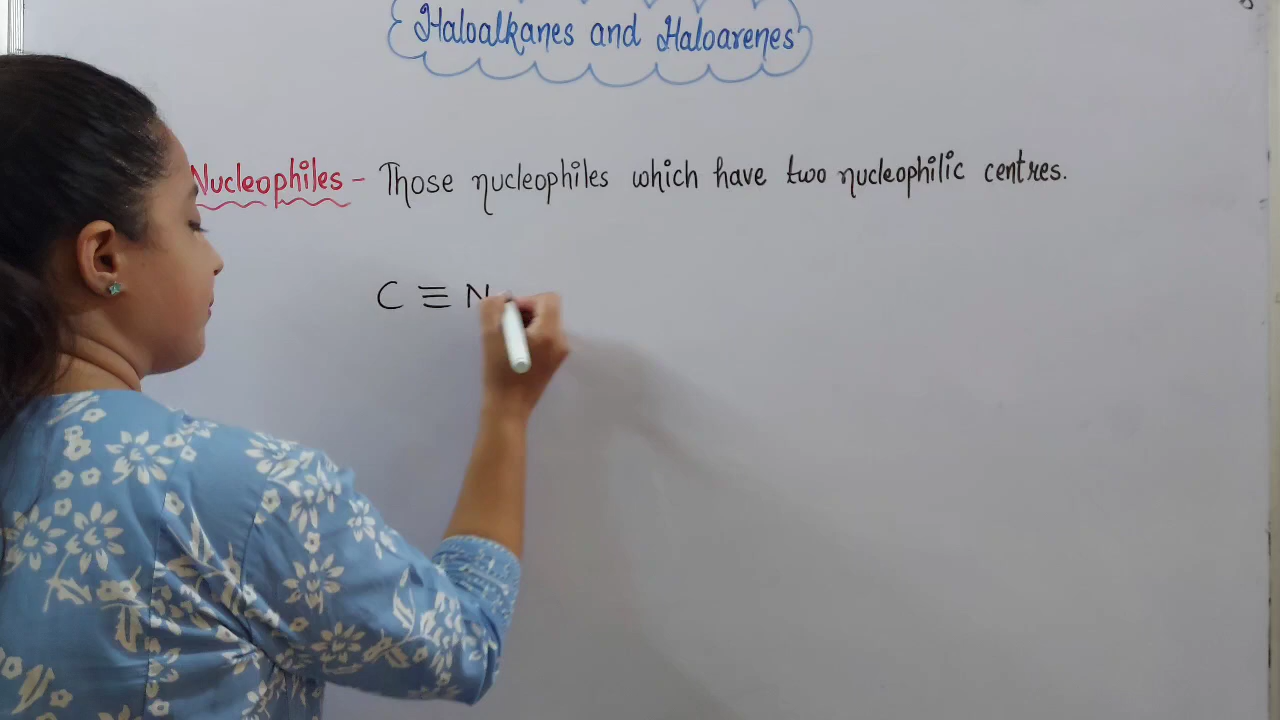 Haloalkanes and Haloarenes
Nucleophiles - Those nucleophiles which have two nucleophilic centres.
C ≡ N